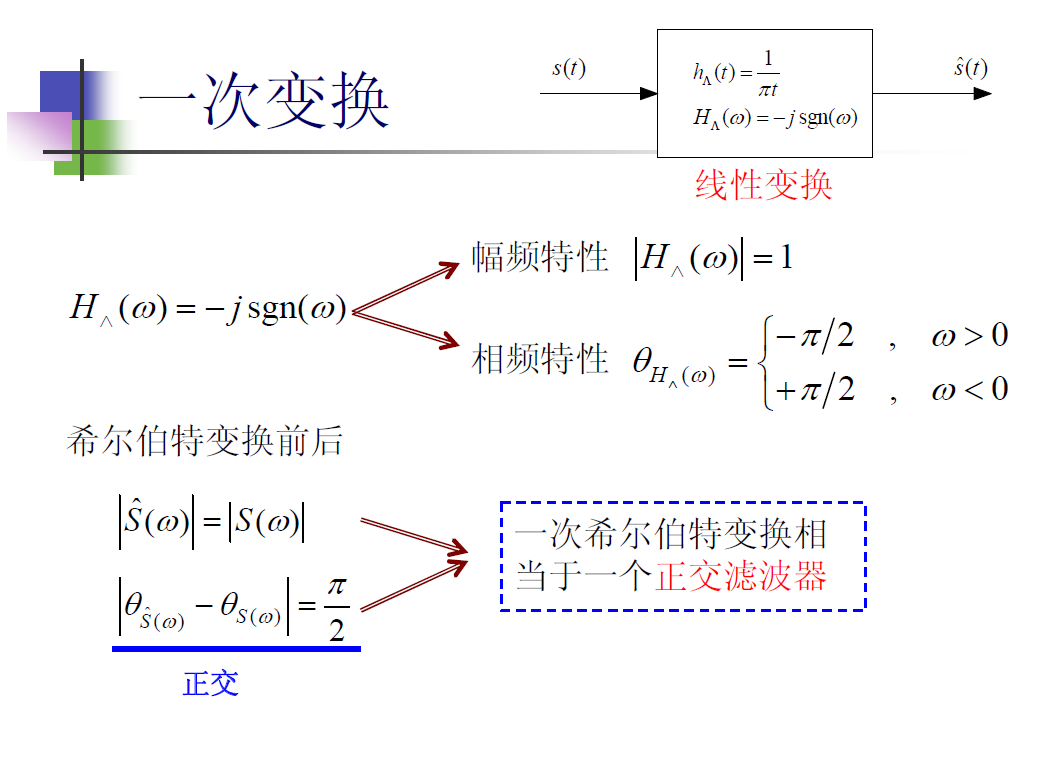 一次变换
s(t)
h_Λ(t) = 1/(πt)
H_Λ(ω) = −j sgn(ω)
ŝ(t)
线性变换
幅频特性 |H_∧(ω)| = 1
H_∧(ω) = −j sgn(ω)
相频特性 θ_{H_∧(ω)} = { −π/2 , ω > 0
+π/2 , ω < 0
希尔伯特变换前后
|Ŝ(ω)| = |S(ω)|
一次希尔伯特变换相
当于一个正交滤波器
|θ_{Ŝ(ω)} − θ_{S(ω)}| = π/2
正交